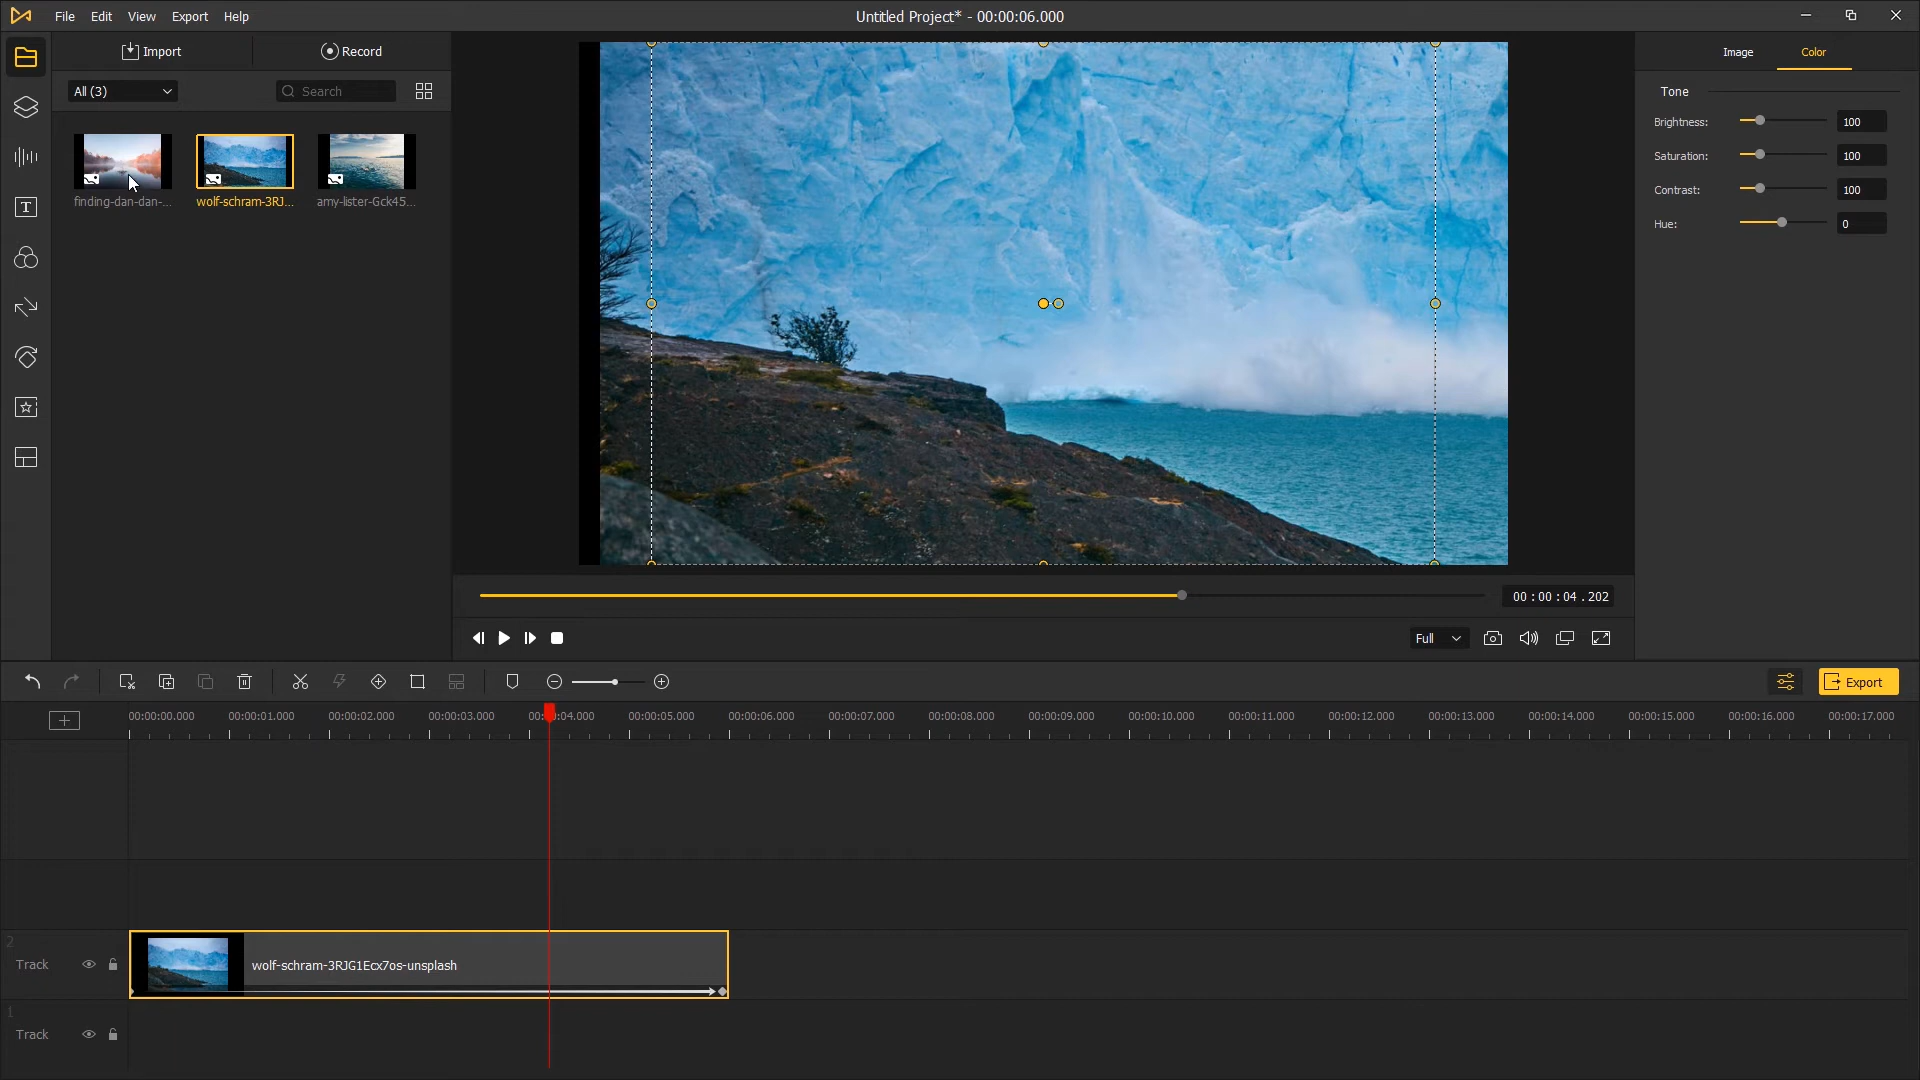 File Edit View Export Help
Untitled Project* - 00:00:06.000
Import Record
All (3) Search
finding-dan-dan-... wolf-schram-3RJ... amy-lister-Gck45...
Image Color
Tone
Brightness: 100
Saturation: 100
Contrast: 100
Hue: 0
00 : 00 : 04 . 202
Full
Export
00:00:00.000 00:00:01.000 00:00:02.000 00:00:03.000 00:00:04.000 00:00:05.000 00:00:06.000 00:00:07.000 00:00:08.000 00:00:09.000 00:00:10.000 00:00:11.000 00:00:12.000 00:00:13.000 00:00:14.000 00:00:15.000 00:00:16.000 00:00:17.000
2
Track wolf-schram-3RJG1Ecx7os-unsplash
1
Track